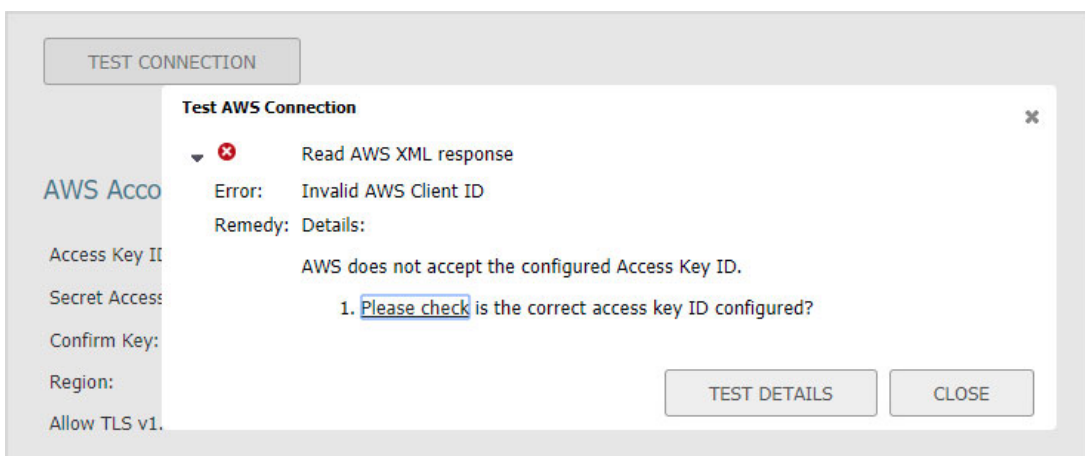 TEST CONNECTION
Test AWS Connection
Read AWS XML response
AWS Acco
Error: Invalid AWS Client ID
Remedy: Details:
Access Key ID
AWS does not accept the configured Access Key ID.
Secret Access
1. Please check is the correct access key ID configured?
Confirm Key:
Region:
TEST DETAILS CLOSE
Allow TLS v1.